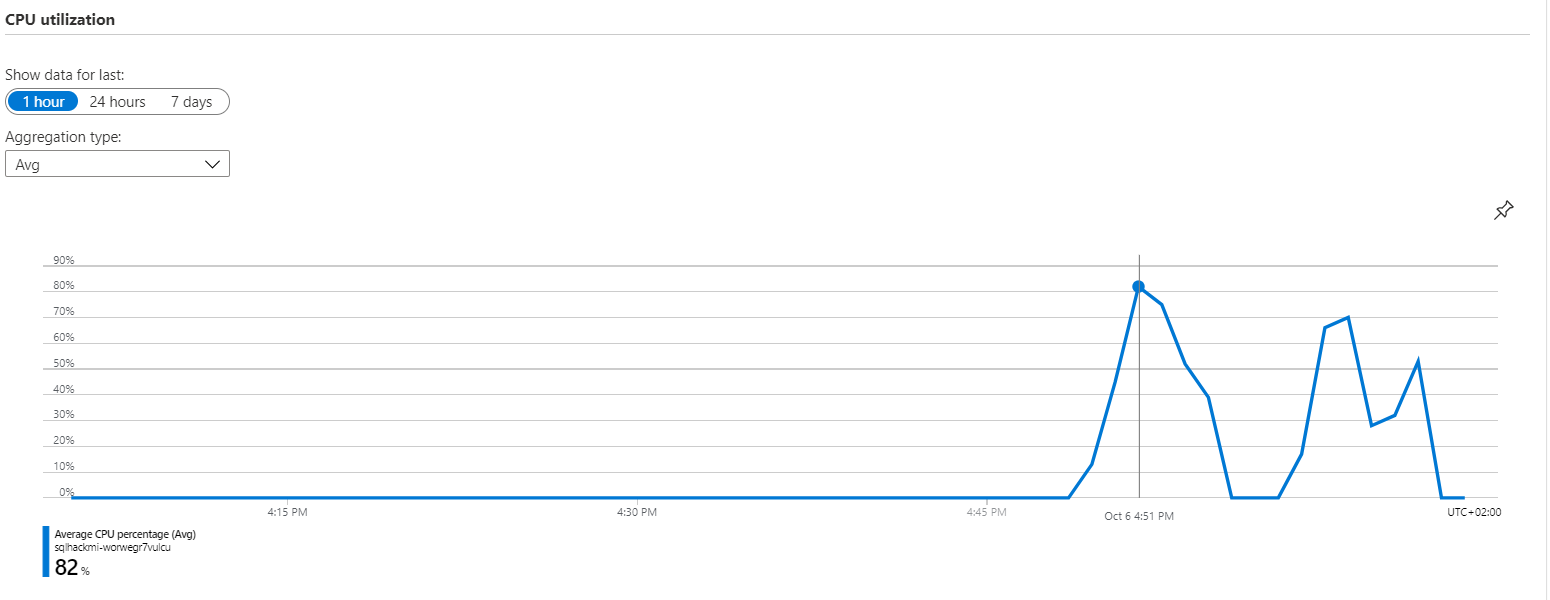 CPU utilization
Show data for last:
1 hour 24 hours 7 days
Aggregation type:
Avg
90%
80%
70%
60%
50%
40%
30%
20%
10%
0%
4:15 PM 4:30 PM 4:45 PM Oct 6 4:51 PM UTC+02:00
Average CPU percentage (Avg)
sqlhackmi-worwegr7vulcu
82 %